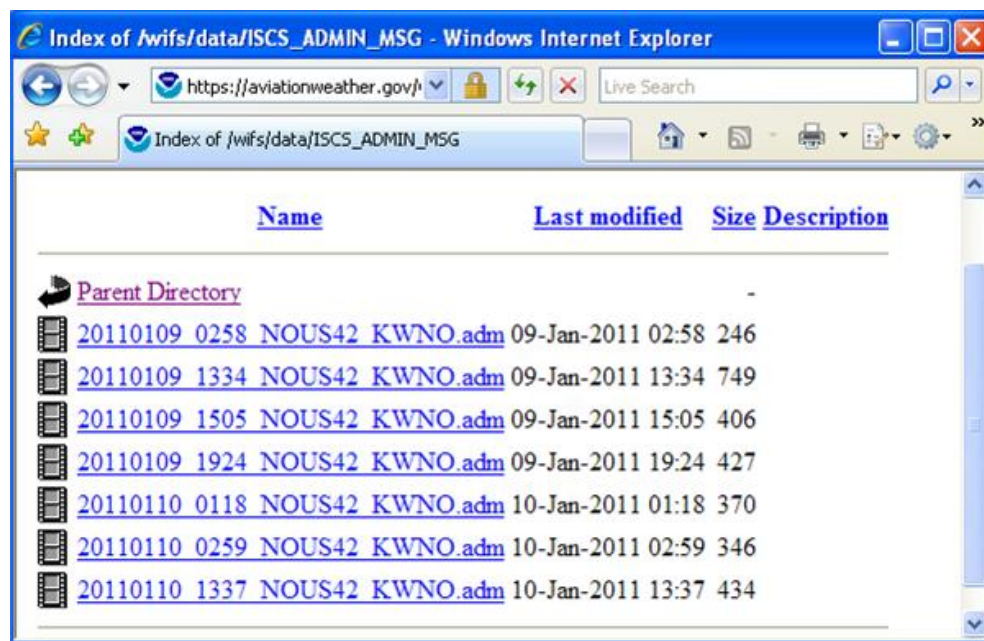 Index of /wifs/data/ISCS_ADMIN_MSG - Windows Internet Explorer
https://aviationweather.gov/
Live Search
Index of /wifs/data/ISCS_ADMIN_MSG
Name Last modified Size Description
Parent Directory -
20110109_0258_NOUS42_KWNO.adm 09-Jan-2011 02:58 246
20110109_1334_NOUS42_KWNO.adm 09-Jan-2011 13:34 749
20110109_1505_NOUS42_KWNO.adm 09-Jan-2011 15:05 406
20110109_1924_NOUS42_KWNO.adm 09-Jan-2011 19:24 427
20110110_0118_NOUS42_KWNO.adm 10-Jan-2011 01:18 370
20110110_0259_NOUS42_KWNO.adm 10-Jan-2011 02:59 346
20110110_1337_NOUS42_KWNO.adm 10-Jan-2011 13:37 434